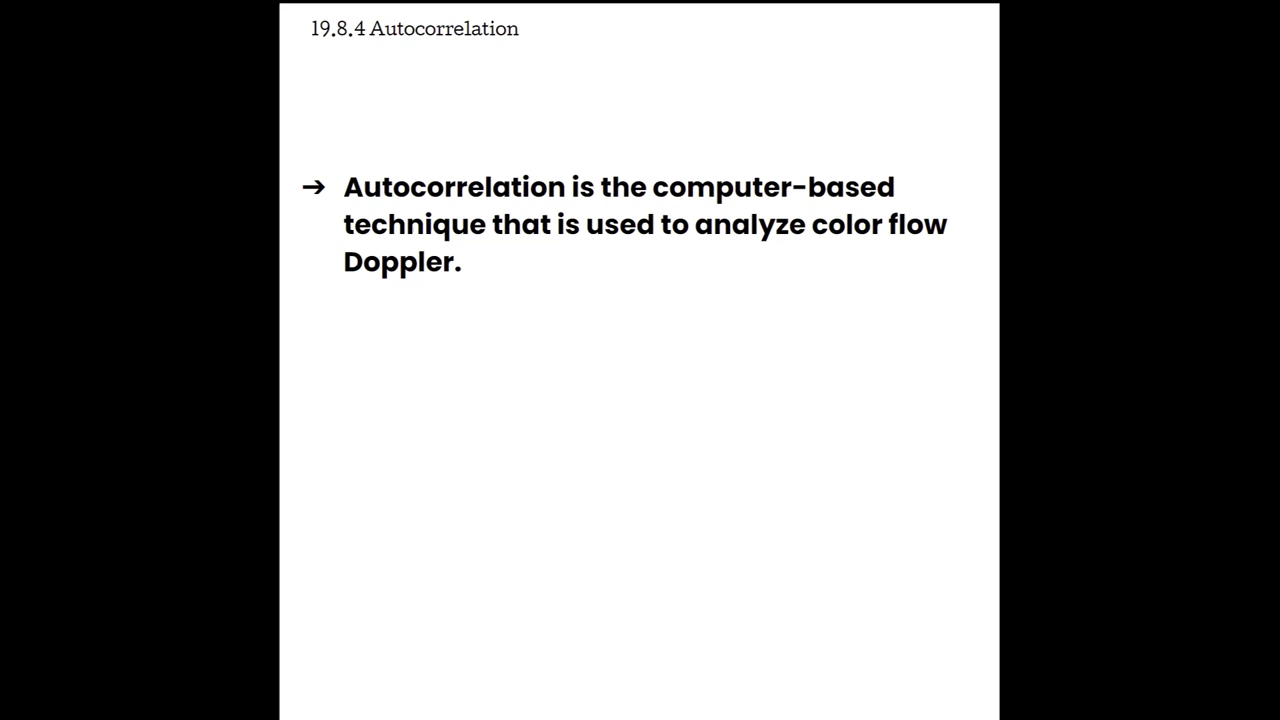 19.8.4 Autocorrelation
➔ Autocorrelation is the computer-based
technique that is used to analyze color flow
Doppler.